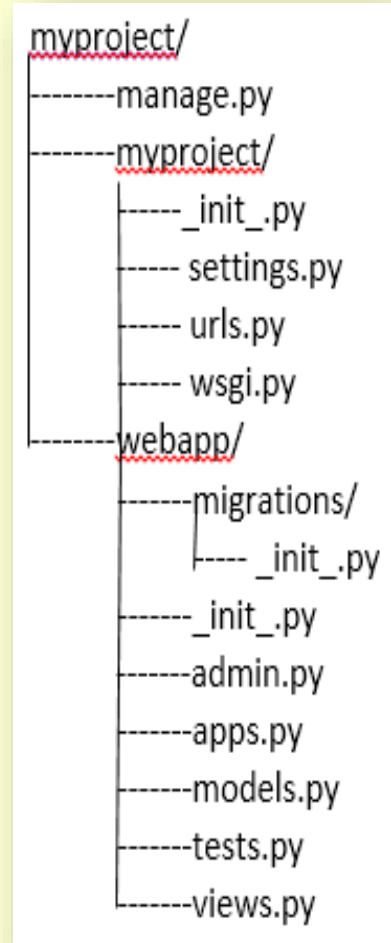 myproject/
--------manage.py
--------myproject/
------_init_.py
------ settings.py
------ urls.py
------ wsgi.py
--------webapp/
-------migrations/
----- _init_.py
-------_init_.py
-------admin.py
-------apps.py
-------models.py
-------tests.py
-------views.py